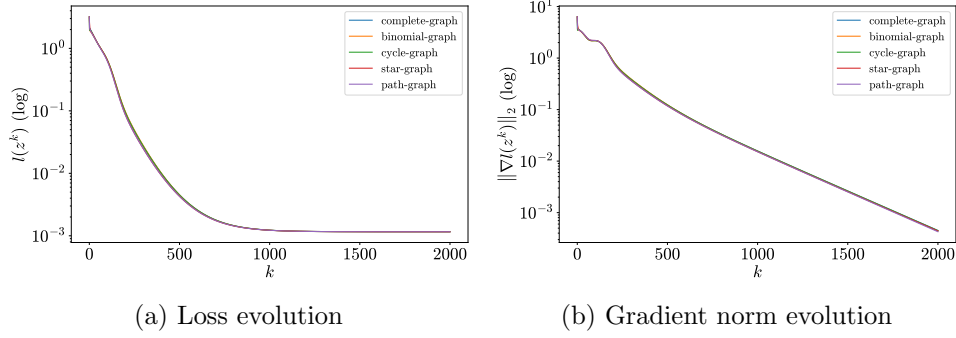 10^0
10^{-1}
10^{-2}
10^{-3}
l(z^k) (log)
0 500 1000 1500 2000
k
complete-graph
binomial-graph
cycle-graph
star-graph
path-graph
(a) Loss evolution
10^1
10^0
10^{-1}
10^{-2}
10^{-3}
||∇l(z^k)||_2 (log)
0 500 1000 1500 2000
k
complete-graph
binomial-graph
cycle-graph
star-graph
path-graph
(b) Gradient norm evolution